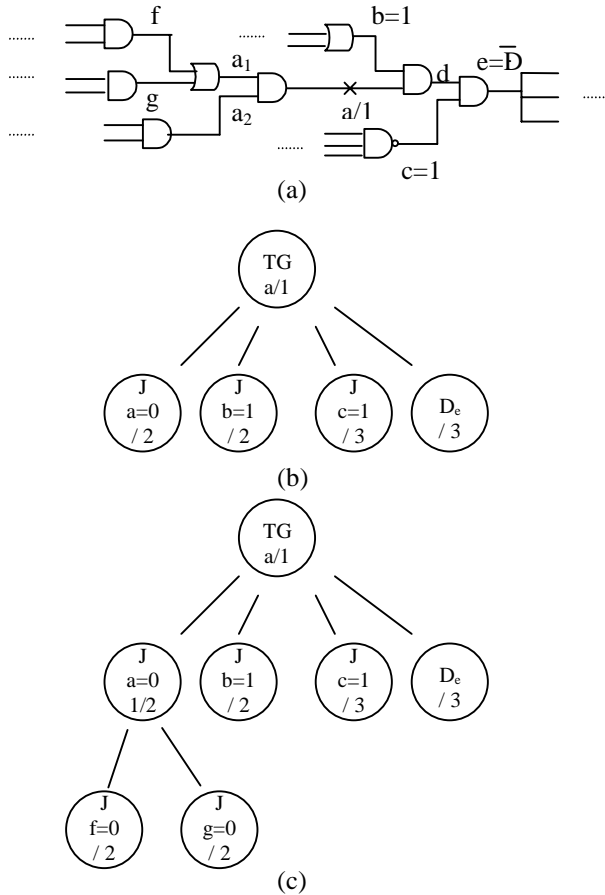 f
b=1
a₁
d
e=D̄
g
a₂
a/1
c=1
(a)
TG
a/1
J
a=0
/ 2
J
b=1
/ 2
J
c=1
/ 3
Dₑ
/ 3
(b)
TG
a/1
J
a=0
1/2
J
b=1
/ 2
J
c=1
/ 3
Dₑ
/ 3
J
f=0
/ 2
J
g=0
/ 2
(c)